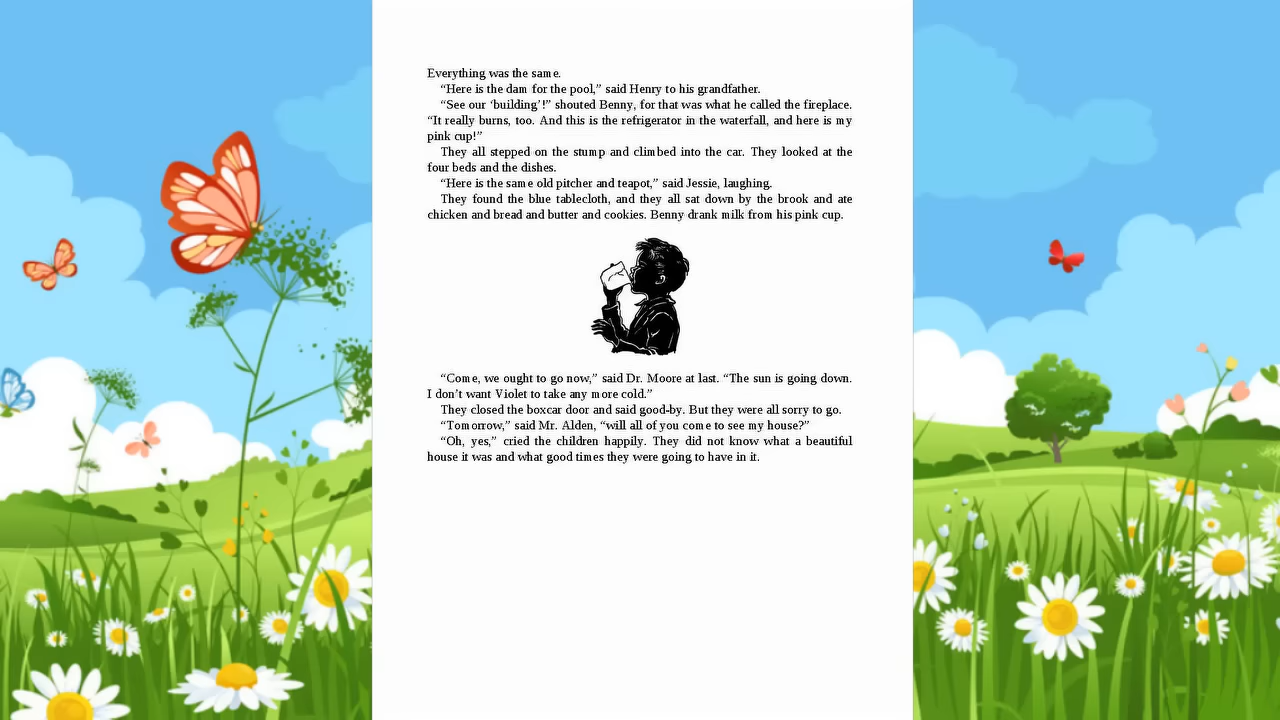 Everything was the same.
“Here is the dam for the pool,” said Henry to his grandfather.
“See our ‘building’!” shouted Benny, for that was what he called the fireplace.
“It really burns, too. And this is the refrigerator in the waterfall, and here is my
pink cup!”
They all stepped on the stump and climbed into the car. They looked at the
four beds and the dishes.
“Here is the same old pitcher and teapot,” said Jessie, laughing.
They found the blue tablecloth, and they all sat down by the brook and ate
chicken and bread and butter and cookies. Benny drank milk from his pink cup.
“Come, we ought to go now,” said Dr. Moore at last. “The sun is going down.
I don’t want Violet to take any more cold.”
They closed the boxcar door and said good-by. But they were all sorry to go.
“Tomorrow,” said Mr. Alden, “will all of you come to see my house?”
“Oh, yes,” cried the children happily. They did not know what a beautiful
house it was and what good times they were going to have in it.